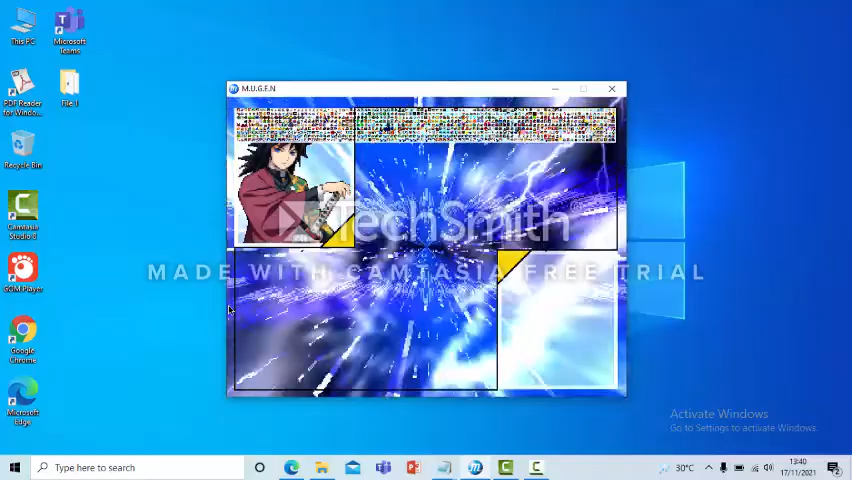 This PC
Microsoft
Teams
M.U.G.E.N
PDF Reader
for Windo...
File 1
Recycle Bin
TechSmith
Camtasia
Studio 8
MADE WITH CAMTASIA FREE TRIAL
GOM Player
Google
Chrome
Microsoft
Edge
Activate Windows
Go to Settings to activate Windows.
Type here to search
30°C
13:40
17/11/2021
2